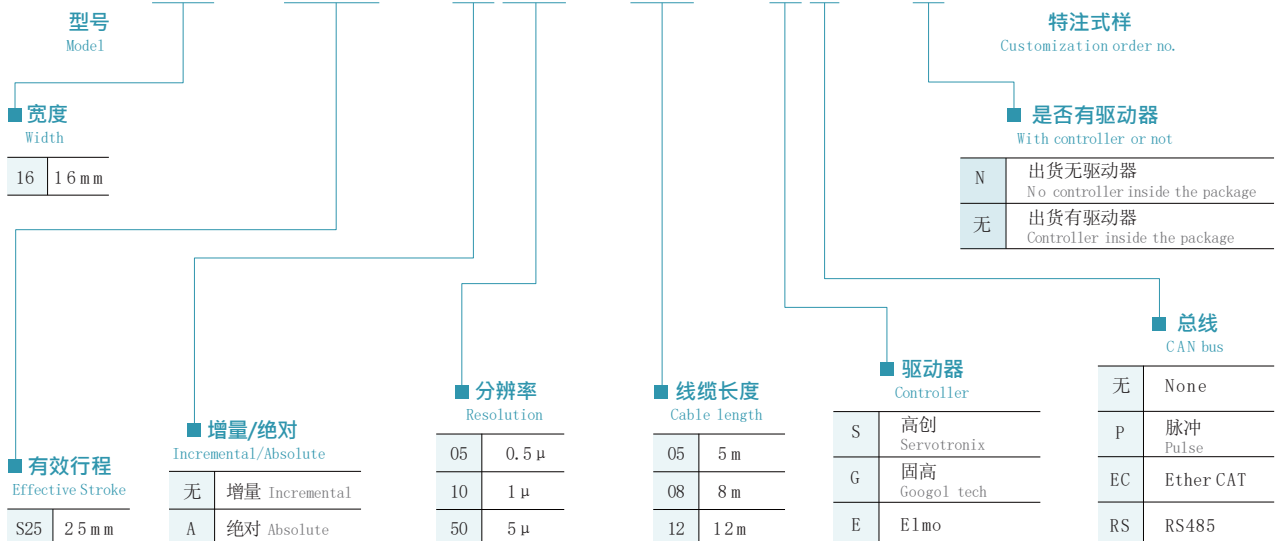 型号
Model
特注式样
Customization order no.
宽度
Width
16 16mm
是否有驱动器
With controller or not
N 出货无驱动器
No controller inside the package
无 出货有驱动器
Controller inside the package
总线
CAN bus
无 None
P 脉冲
Pulse
EC Ether CAT
RS RS485
驱动器
Controller
S 高创
Servotronix
G 固高
Googol tech
E Elmo
分辨率
Resolution
05 0.5μ
10 1μ
50 5μ
线缆长度
Cable length
05 5m
08 8m
12 12m
增量/绝对
Incremental/Absolute
无 增量 Incremental
A 绝对 Absolute
有效行程
Effective Stroke
S25 25mm